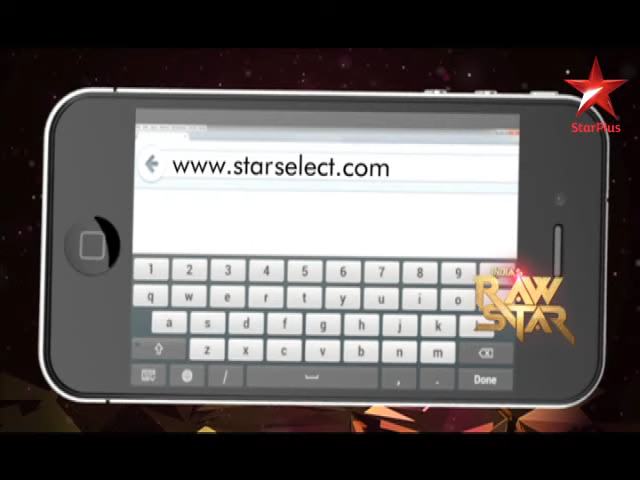 StarPlus
www.starselect.com
1 2 3 4 5 6 7 8 9
q w e r t y u i o
a s d f g h j k
z x c v b n m
/ , . Done
INDIA'S
RAW
STAR